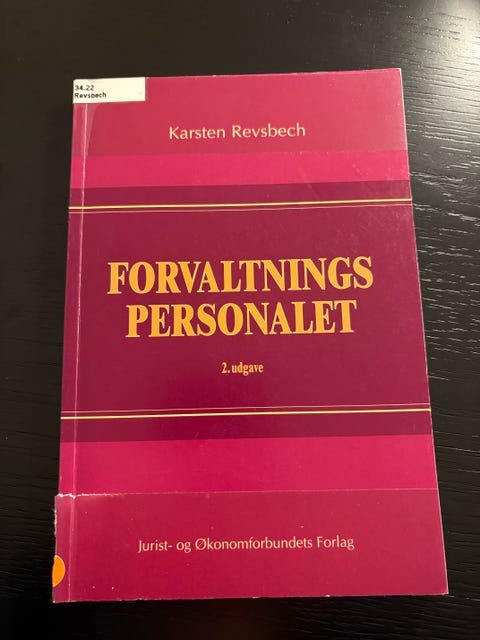 34.22
Revsbech
Karsten Revsbech
FORVALTNINGS
PERSONALET
2. udgave
Jurist- og Økonomforbundets Forlag